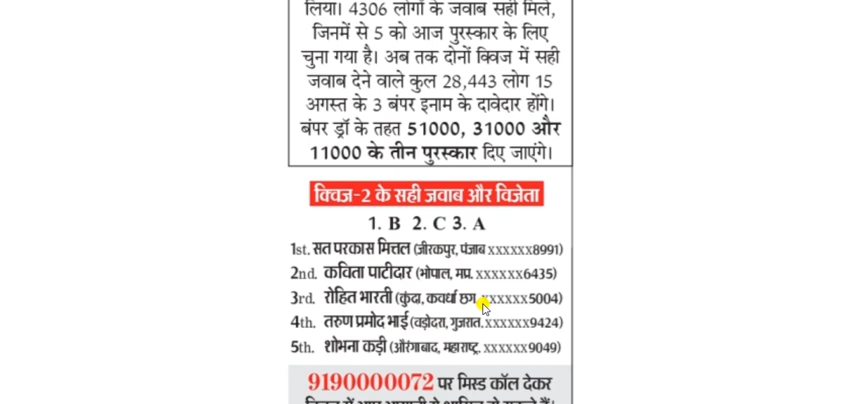 लिया। 4306 लोगों के जवाब सही मिले,
जिनमें से 5 को आज पुरस्कार के लिए
चुना गया है। अब तक दोनों क्विज में सही
जवाब देने वाले कुल 28,443 लोग 15
अगस्त के 3 बंपर इनाम के दावेदार होंगे।
बंपर ड्रॉ के तहत 51000, 31000 और
11000 के तीन पुरस्कार दिए जाएंगे।
क्विज-2 के सही जवाब और विजेता
1. B 2. C 3. A
1st. सत परकास मित्तल (जीरकपुर, पंजाब xxxxxx8991)
2nd. कविता पाटीदार (भोपाल, मप्र. xxxxxx6435)
3rd. रोहित भारती (कुंदा, कवर्धा छग. xxxxxx5004)
4th. तरुण प्रमोद भाई (वड़ोदरा, गुजरात.xxxxxx9424)
5th. शोभना कड़ी (औरंगाबाद, महाराष्ट्र. xxxxxx9049)
9190000072 पर मिस्ड कॉल देकर